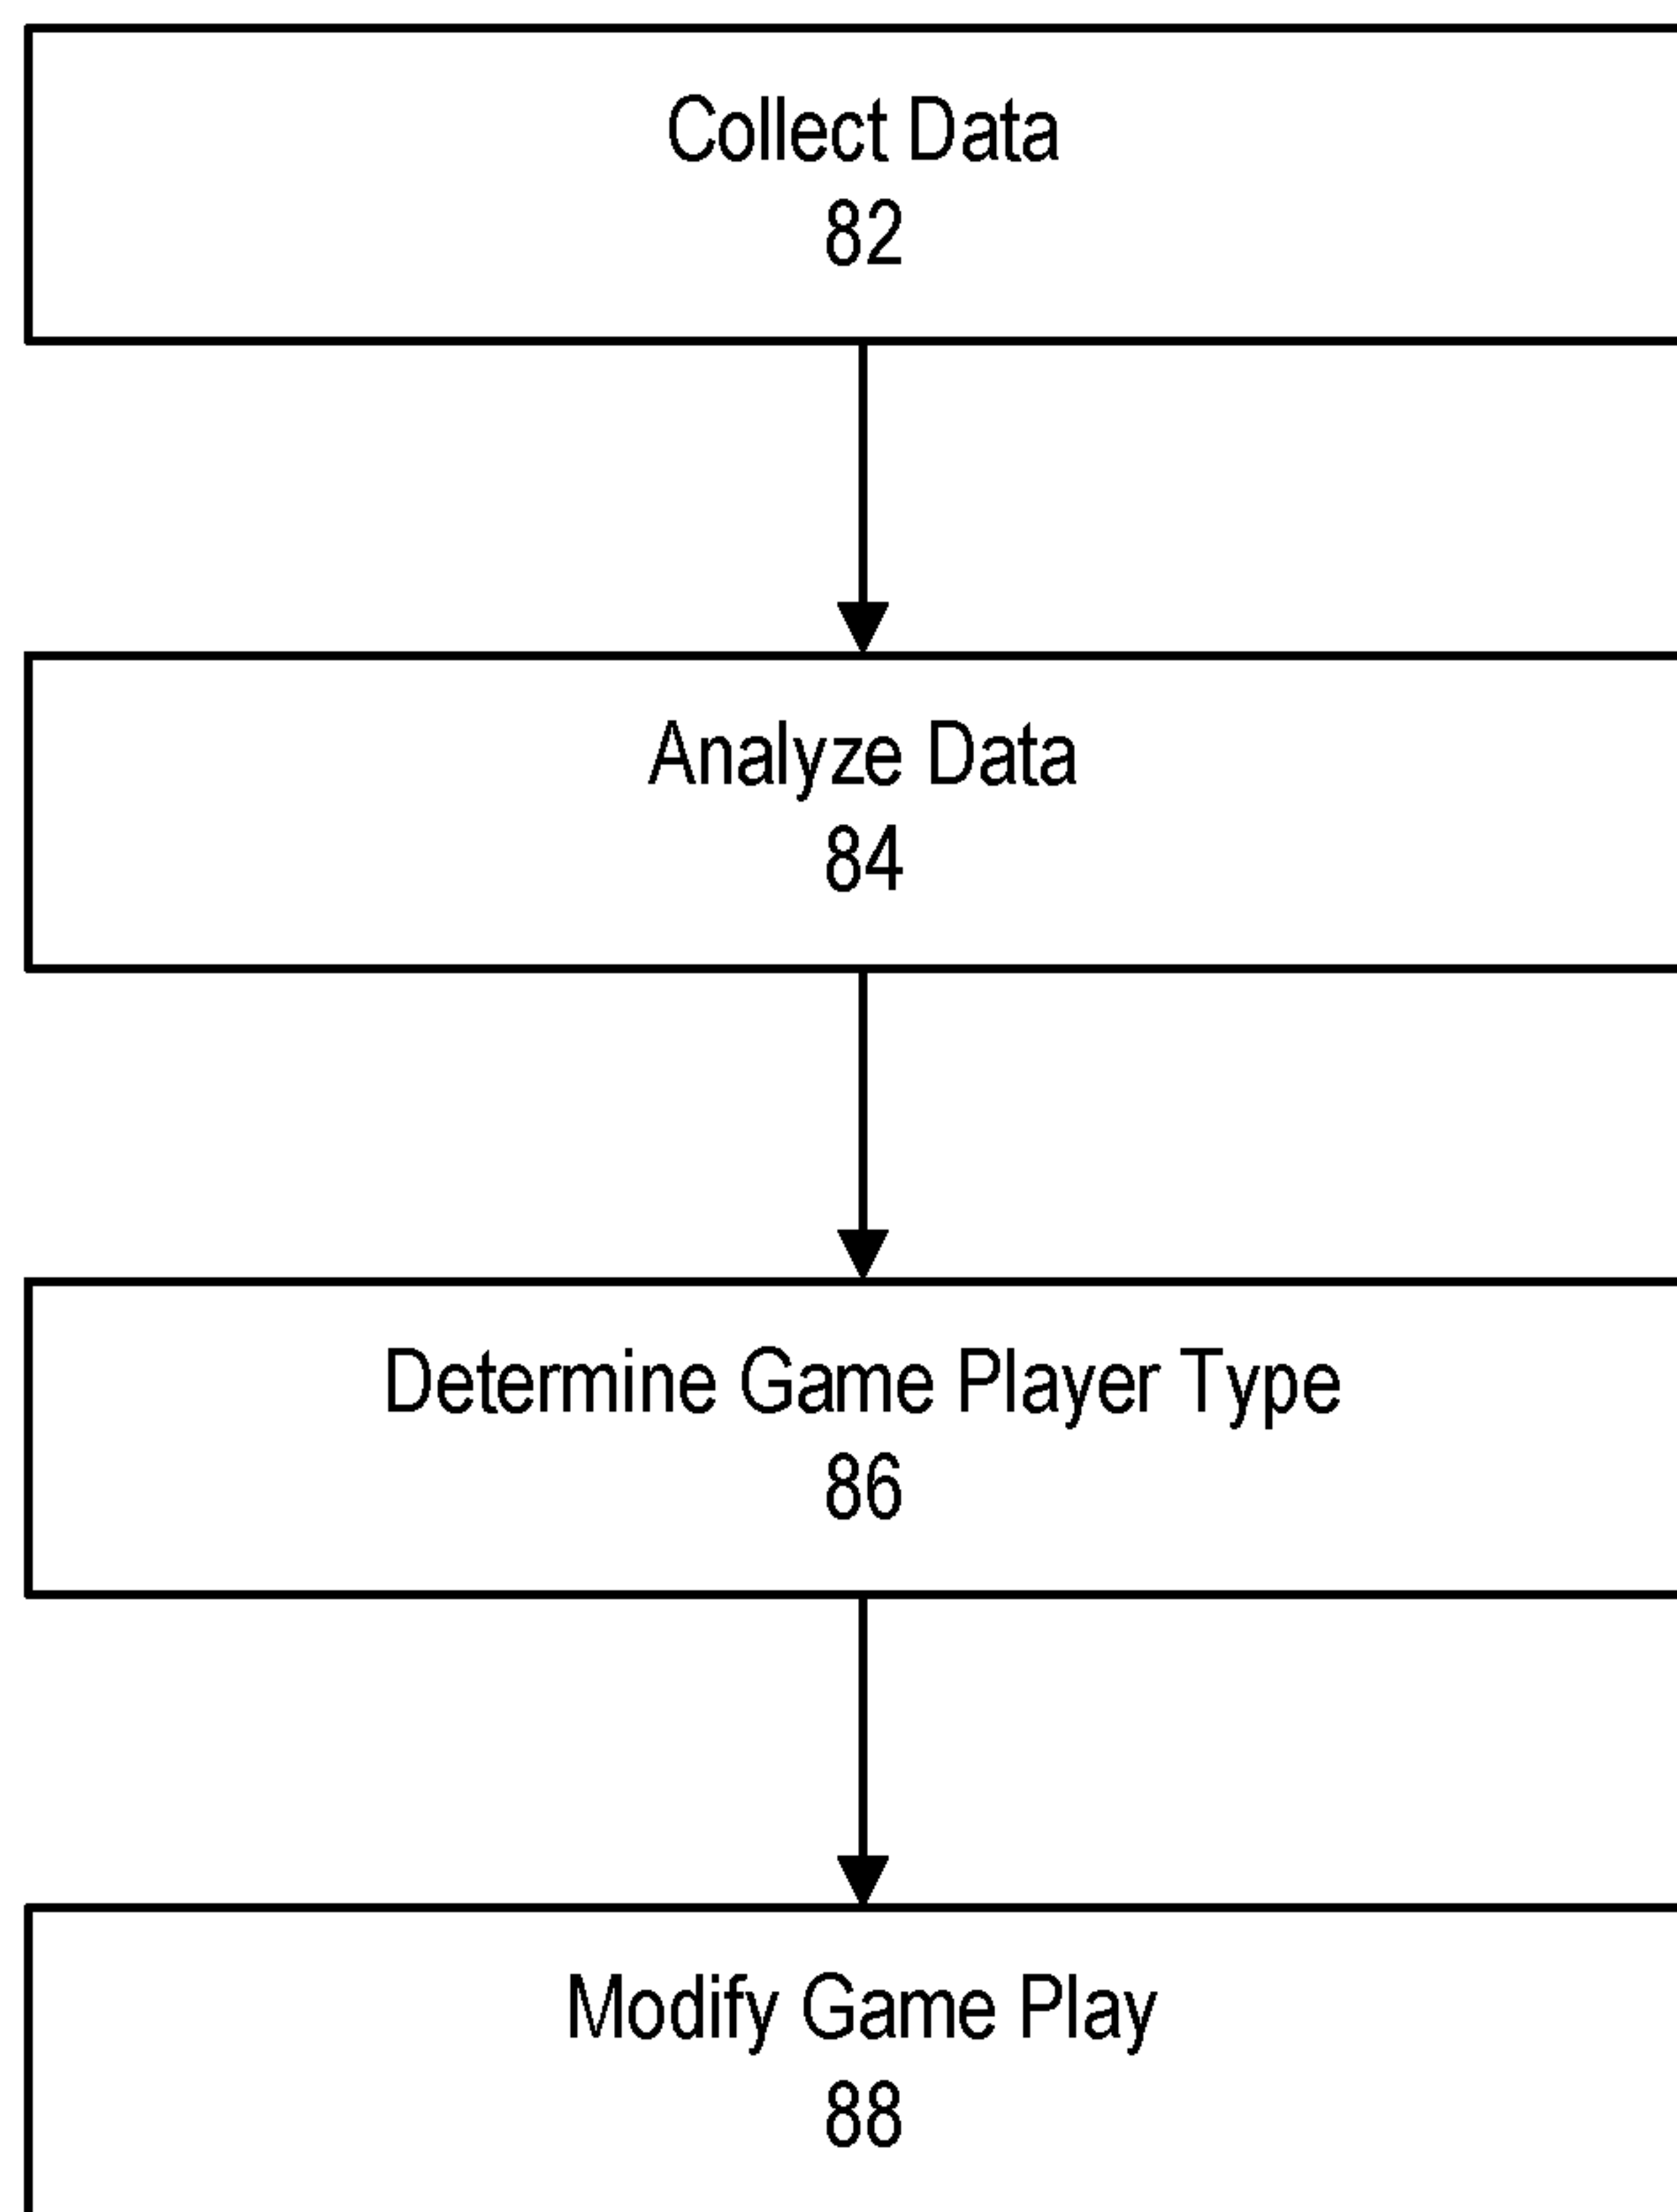 Collect Data
82
Analyze Data
84
Determine Game Player Type
86
Modify Game Play
88